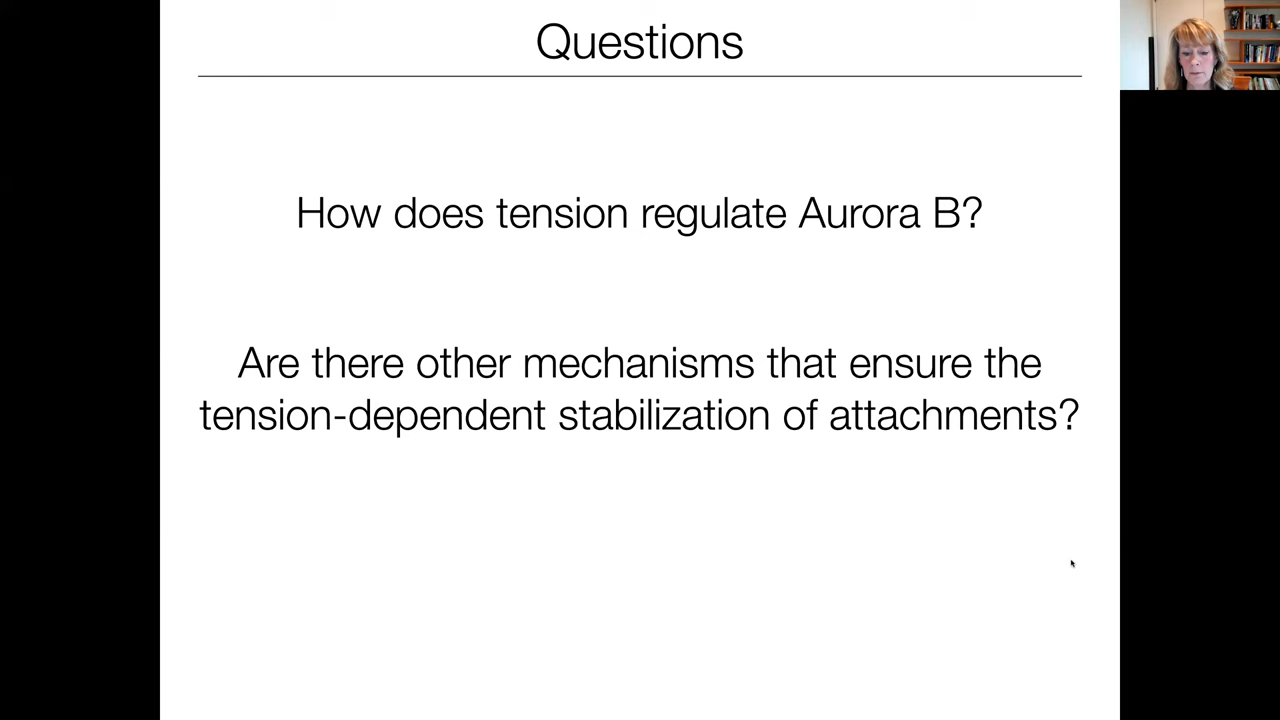 Questions
How does tension regulate Aurora B?
Are there other mechanisms that ensure the
tension-dependent stabilization of attachments?